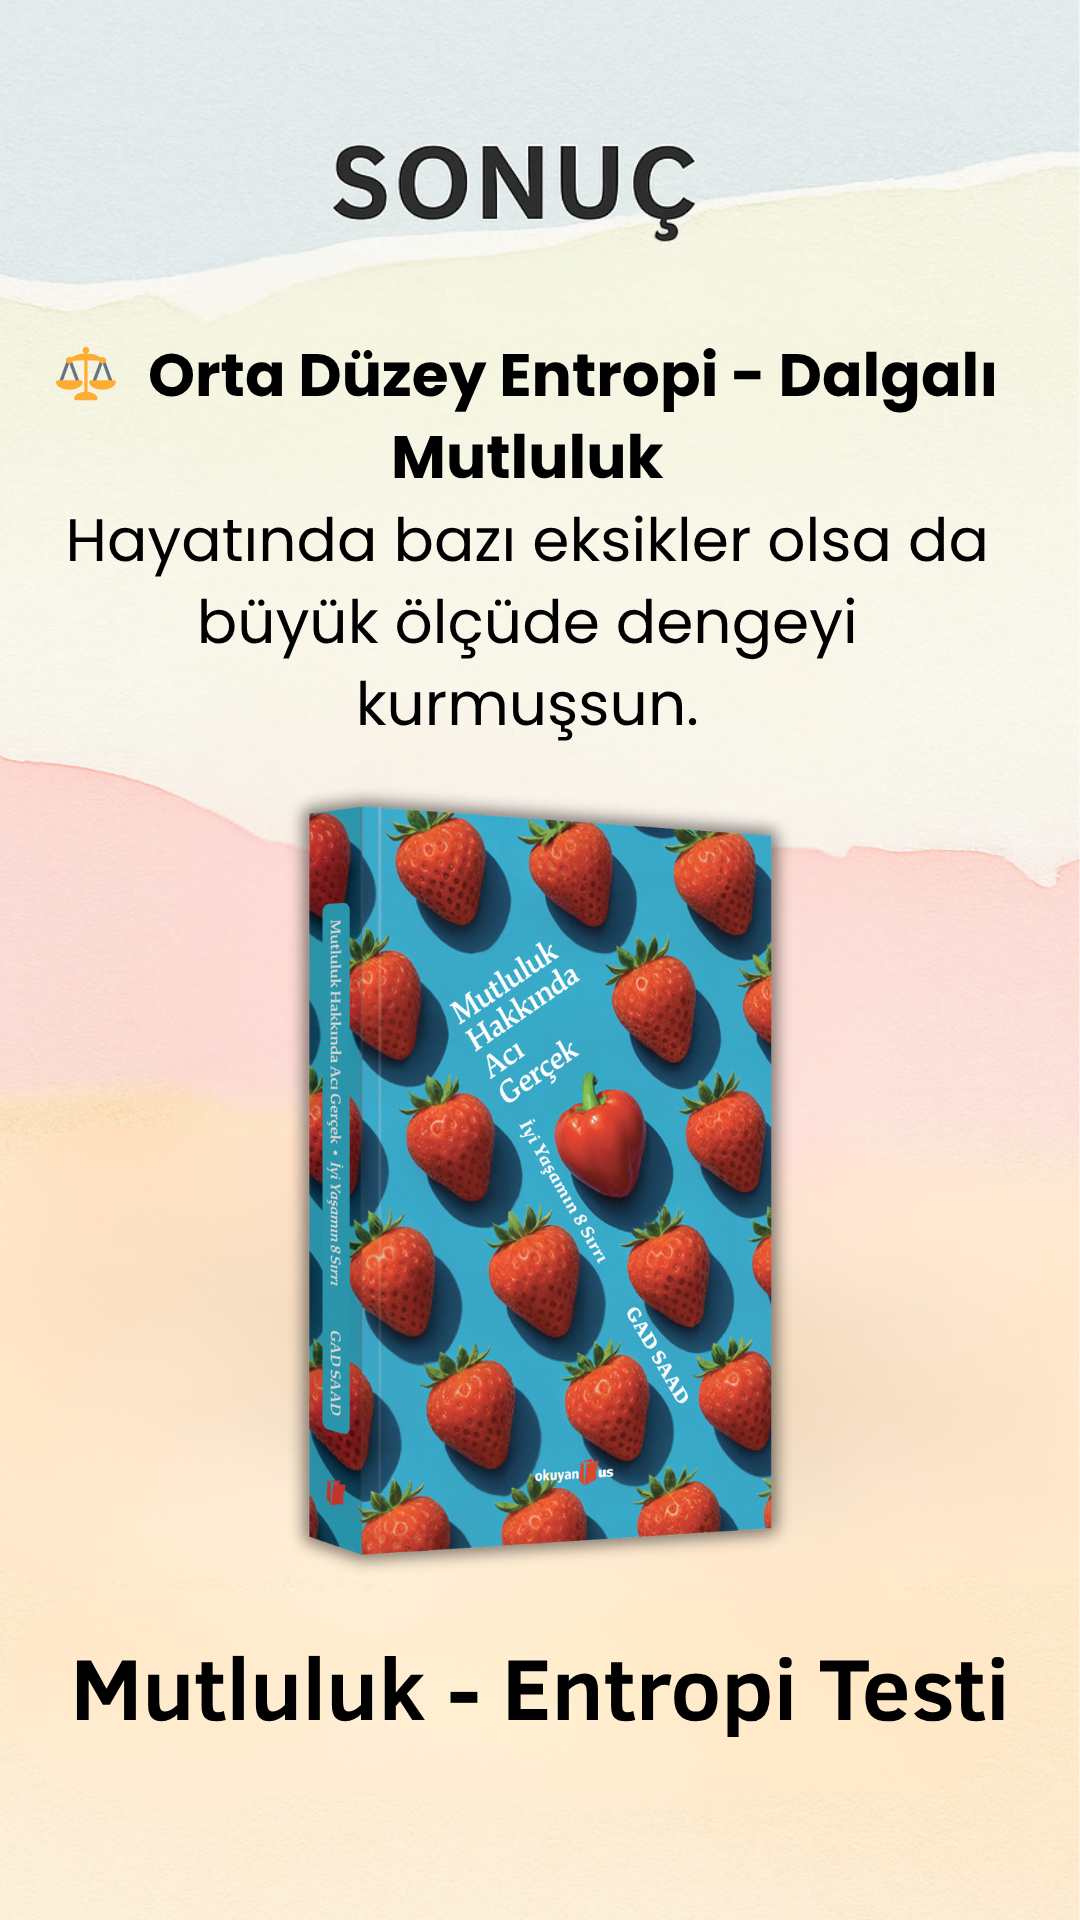 SONUÇ
⚖️ Orta Düzey Entropi - Dalgalı
Mutluluk
Hayatında bazı eksikler olsa da
büyük ölçüde dengeyi
kurmuşsun.
Mutluluk Hakkında Acı Gerçek • İyi Yaşamın 8 Sırrı
GAD SAAD
Mutluluk
Hakkında
Acı
Gerçek
İyi Yaşamın 8 Sırrı
GAD SAAD
okuyan us
Mutluluk - Entropi Testi